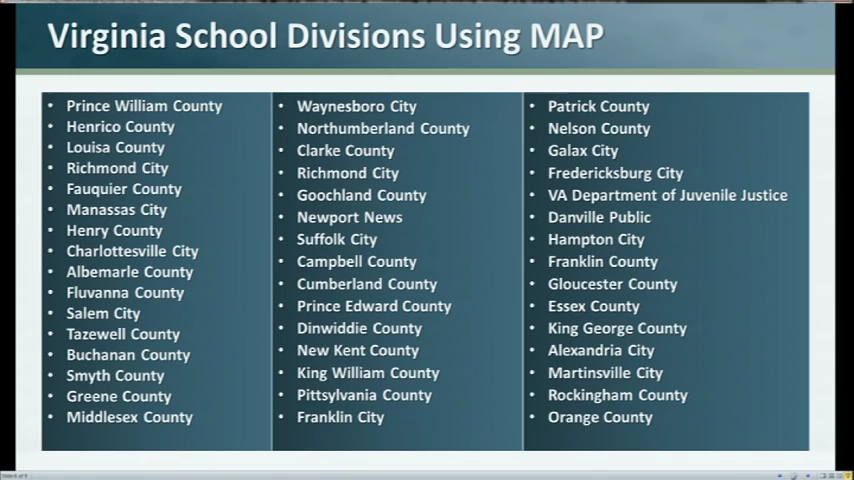 Virginia School Divisions Using MAP
• Prince William County
• Henrico County
• Louisa County
• Richmond City
• Fauquier County
• Manassas City
• Henry County
• Charlottesville City
• Albemarle County
• Fluvanna County
• Salem City
• Tazewell County
• Buchanan County
• Smyth County
• Greene County
• Middlesex County
• Waynesboro City
• Northumberland County
• Clarke County
• Richmond City
• Goochland County
• Newport News
• Suffolk City
• Campbell County
• Cumberland County
• Prince Edward County
• Dinwiddie County
• New Kent County
• King William County
• Pittsylvania County
• Franklin City
• Patrick County
• Nelson County
• Galax City
• Fredericksburg City
• VA Department of Juvenile Justice
• Danville Public
• Hampton City
• Franklin County
• Gloucester County
• Essex County
• King George County
• Alexandria City
• Martinsville City
• Rockingham County
• Orange County